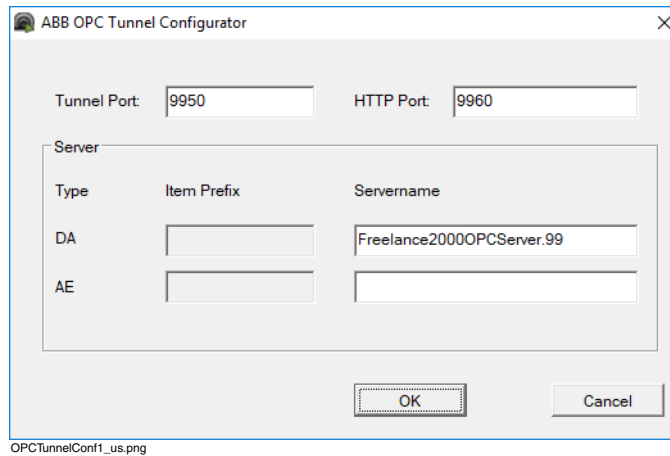 ABB OPC Tunnel Configurator
Tunnel Port: 9950 HTTP Port: 9960
Server
Type Item Prefix Servername
DA Freelance2000OPCServer.99
AE
OK Cancel
OPCTunnelConf1_us.png